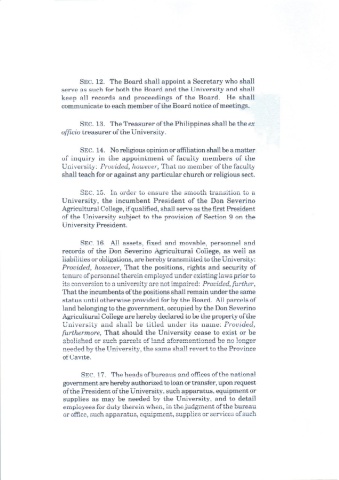 SEC. 12. The Board shall appoint a Secretary who shall
serve as such for both the Board and the University and shall
keep all records and proceedings of the Board. He shall
communicate to each member of the Board notice of meetings.
SEC. 13. The Treasurer of the Philippines shall be the ex
officio treasurer of the University.
SEC. 14. No religious opinion or affiliation shall be a matter
of inquiry in the appointment of faculty members of the
University: Provided, however, That no member of the faculty
shall teach for or against any particular church or religious sect.
SEC. 15. In order to ensure the smooth transition to a
University, the incumbent President of the Don Severino
Agricultural College, if qualified, shall serve as the first President
of the University subject to the provision of Section 9 on the
University President.
SEC. 16. All assets, fixed and movable, personnel and
records of the Don Severino Agricultural College, as well as
liabilities or obligations, are hereby transferred to the University:
Provided, however, That the positions, rights and security of
tenure of personnel therein employed under existing laws prior to
its conversion to a university are not impaired: Provided, further,
That the incumbents of the positions shall remain under the same
status until otherwise provided for by the Board. All parcels of
land belonging to the government, occupied by the Don Severino
Agricultural College are hereby declared to be the property of the
University and shall be titled under its name: Provided,
furthermore, That should the University cease to exist or be
abolished or such parcels of land aforementioned be no longer
needed by the University, the same shall revert to the Province
of Cavite.
SEC. 17. The heads of bureaus and offices of the national
government are hereby authorized to loan or transfer, upon request
of the President of the University, such apparatus, equipment or
supplies as may be needed by the University, and to detail
employees for duty therein when, in the judgment of the bureau
or office, such apparatus, equipment, supplies or services of such